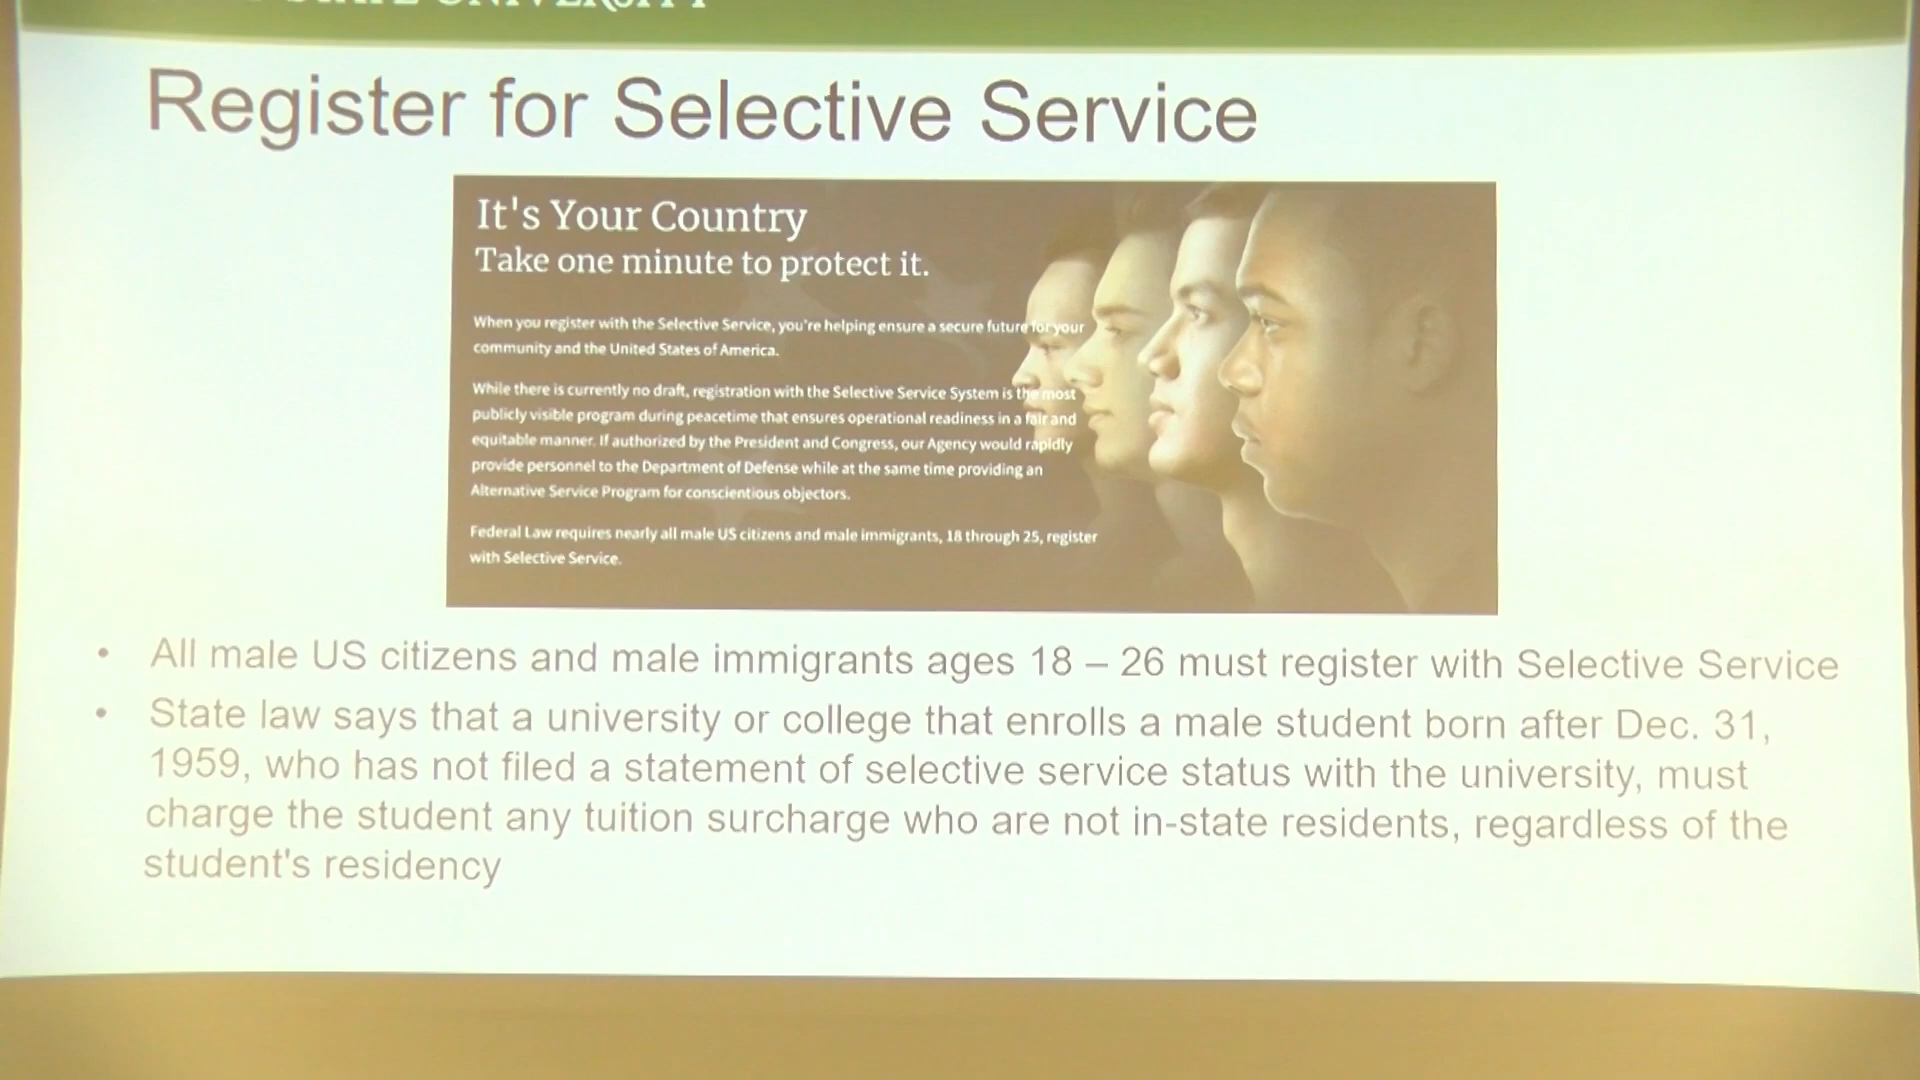 STATE UNIVERSITY
Register for Selective Service
It's Your Country
Take one minute to protect it.
When you register with the Selective Service, you're helping ensure a secure future for your
community and the United States of America.
While there is currently no draft, registration with the Selective Service System is the most
publicly visible program during peacetime that ensures operational readiness in a fair and
equitable manner. If authorized by the President and Congress, our Agency would rapidly
provide personnel to the Department of Defense while at the same time providing an
Alternative Service Program for conscientious objectors.
Federal Law requires nearly all male US citizens and male immigrants, 18 through 25, register
with Selective Service.
• All male US citizens and male immigrants ages 18 – 26 must register with Selective Service
• State law says that a university or college that enrolls a male student born after Dec. 31,
1959, who has not filed a statement of selective service status with the university, must
charge the student any tuition surcharge who are not in-state residents, regardless of the
student's residency